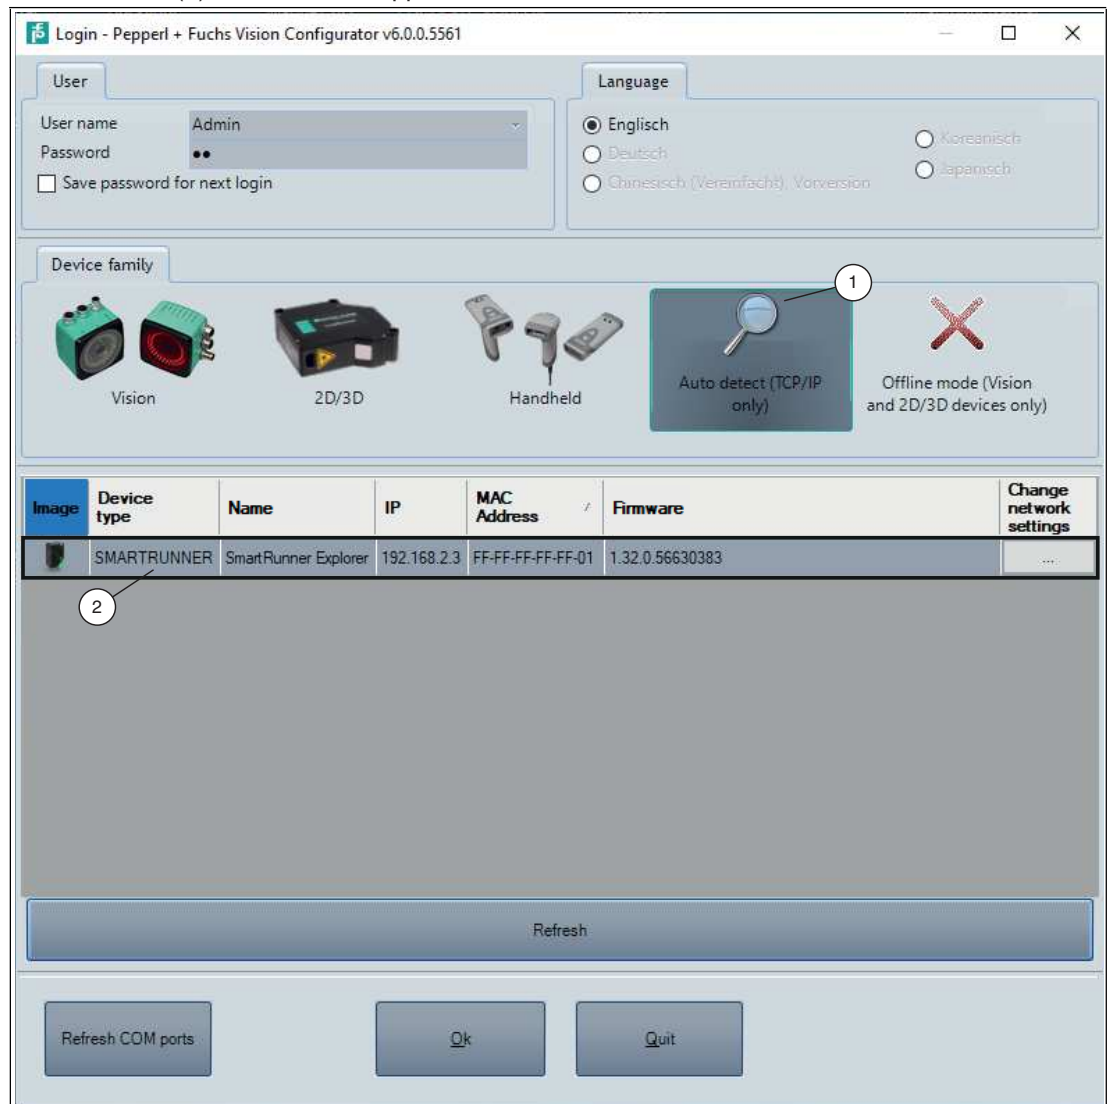 Login - Pepperl + Fuchs Vision Configurator v6.0.0.5561
User
Language
User name Admin
Password ●●
Save password for next login
Englisch
Deutsch
Chinesisch (Vereinfacht), Vorversion
Koreanisch
Japanisch
Device family
1
Vision
2D/3D
Handheld
Auto detect (TCP/IP
only)
Offline mode (Vision
and 2D/3D devices only)
Image
Device
type
Name
IP
MAC
Address
Firmware
Change
network
settings
SMARTRUNNER SmartRunner Explorer 192.168.2.3 FF-FF-FF-FF-FF-01 1.32.0.56630383 ...
2
Refresh
Refresh COM ports
Ok
Quit